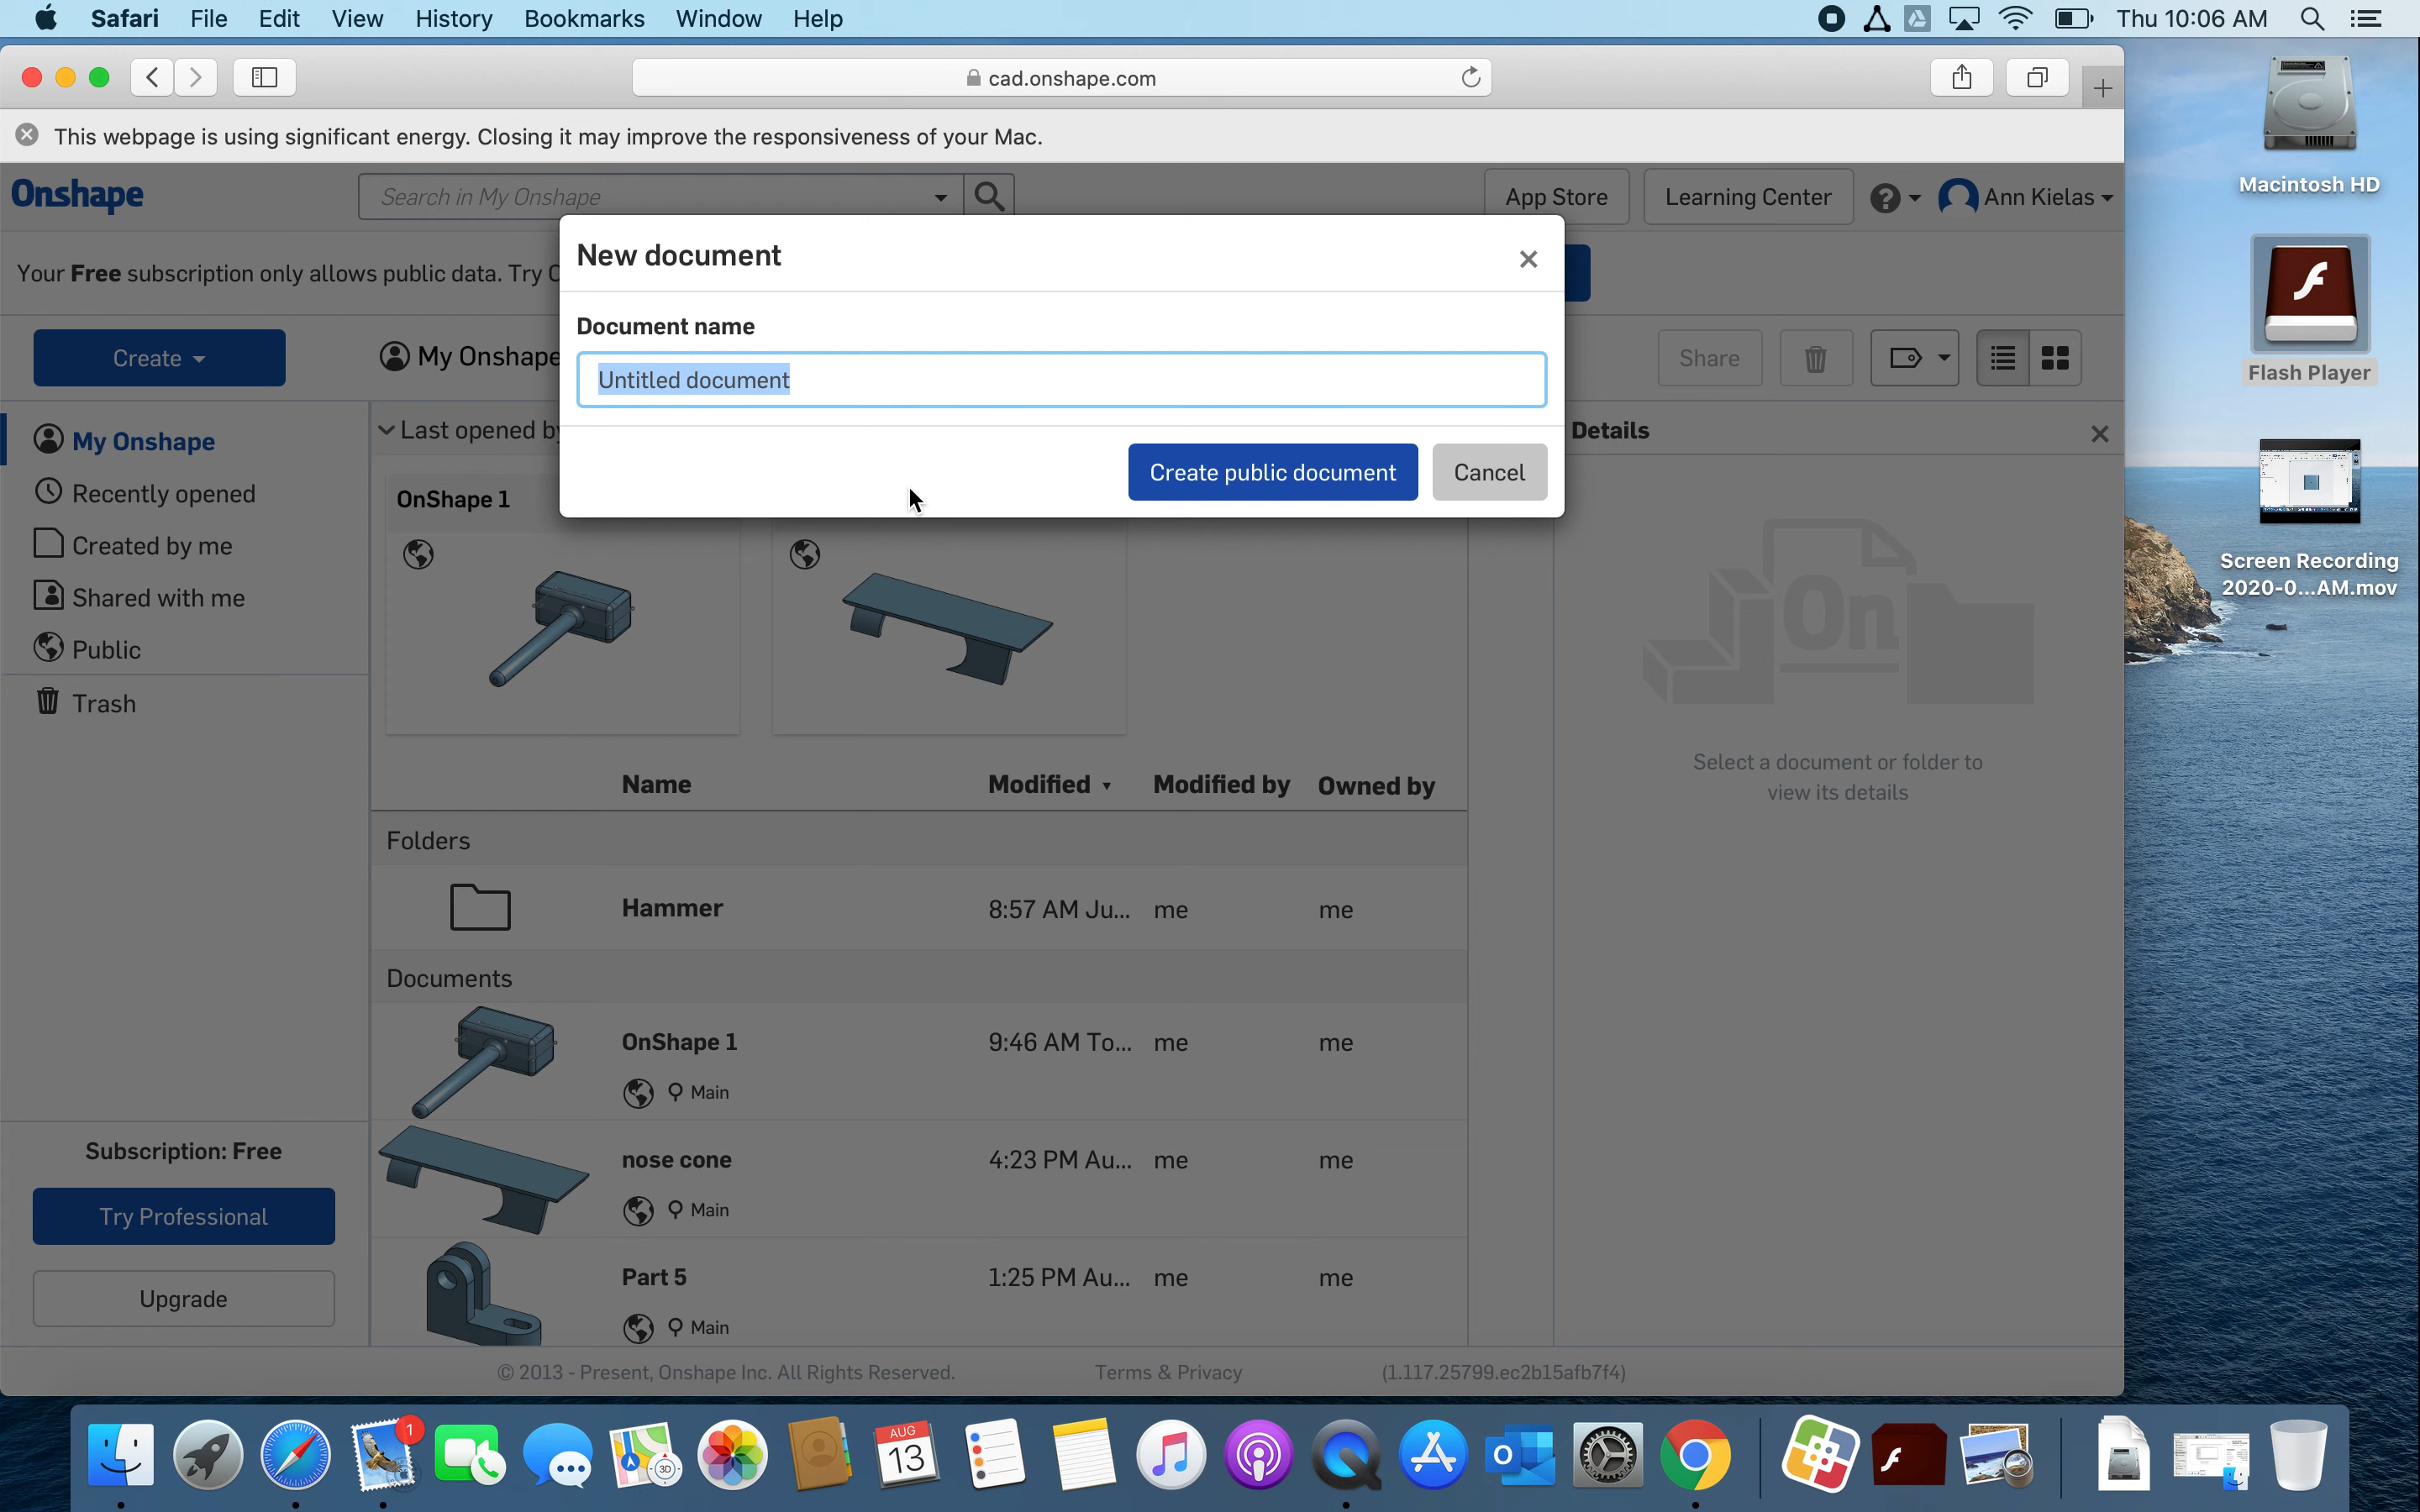 Safari File Edit View History Bookmarks Window Help Thu 10:06 AM
cad.onshape.com
This webpage is using significant energy. Closing it may improve the responsiveness of your Mac.
Onshape
Search in My Onshape
App Store
Learning Center
Ann Kielas
Your Free subscription only allows public data. Try
New document
Document name
Untitled document
Create public document
Cancel
Create
My Onshape
Share
My Onshape
Recently opened
Created by me
Shared with me
Public
Trash
Last opened by
OnShape 1
Details
On
Select a document or folder to
view its details
Name Modified Modified by Owned by
Folders
Hammer 8:57 AM Ju... me me
Documents
OnShape 1 9:46 AM To... me me
Main
nose cone 4:23 PM Au... me me
Main
Part 5 1:25 PM Au... me me
Main
Subscription: Free
Try Professional
Upgrade
© 2013 - Present, Onshape Inc. All Rights Reserved. Terms & Privacy (1.117.25799.ec2b15afb7f4)
Macintosh HD
Flash Player
Screen Recording
2020-0...AM.mov
1
3D
AUG
13